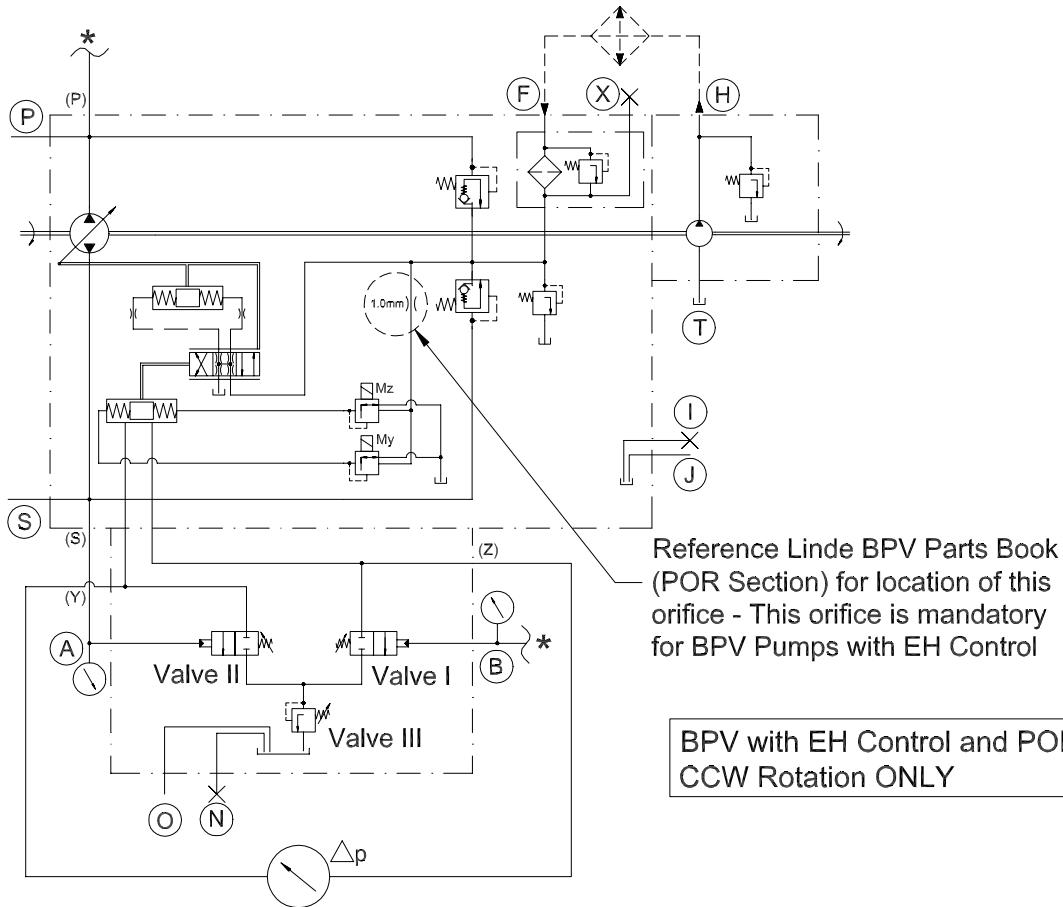 *
(P)
F
X
H
P
1.0mm
T
Mz
I
My
J
S
(S)
(Z)
Reference Linde BPV Parts Book
(POR Section) for location of this
orifice - This orifice is mandatory
for BPV Pumps with EH Control
(Y)
A
B
*
Valve II
Valve I
Valve III
BPV with EH Control and
CCW Rotation ONLY
O
N
△p